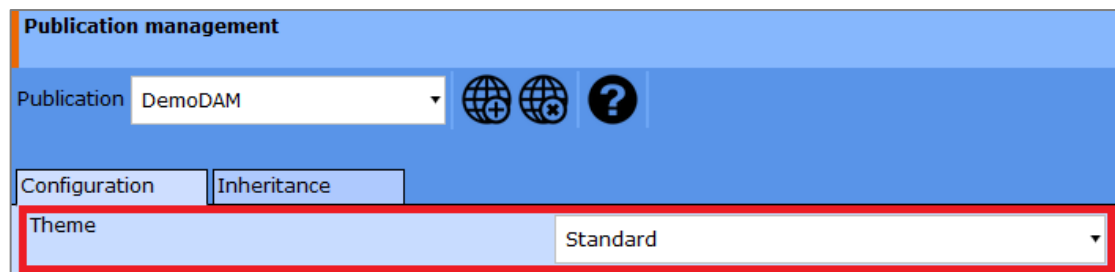 Publication management
Publication DemoDAM
Configuration Inheritance
Theme Standard